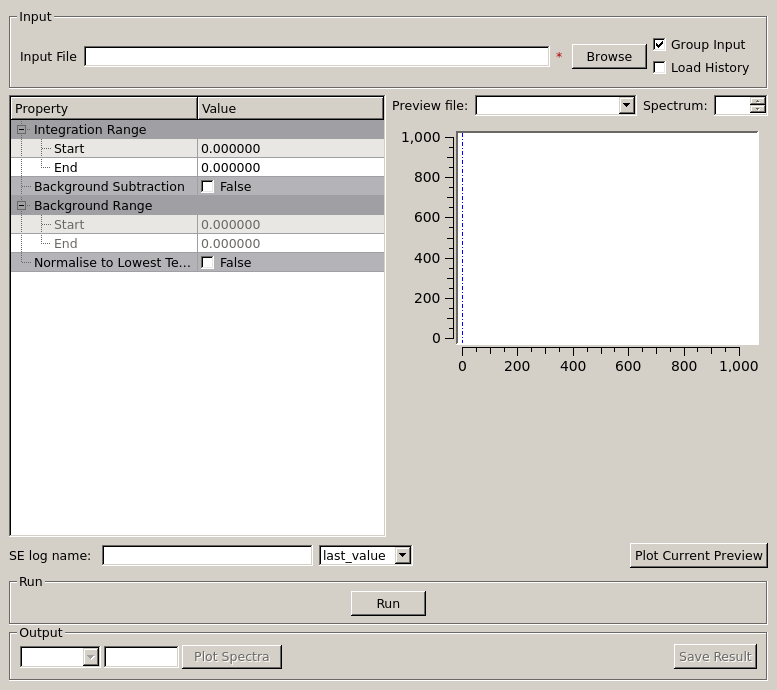 Input
Input File * Browse Group Input
Load History
Property Value
Integration Range
Start 0.000000
End 0.000000
Background Subtraction False
Background Range
Start 0.000000
End 0.000000
Normalise to Lowest Te... False
Preview file: Spectrum:
1,000
800
600
400
200
0
0 200 400 600 800 1,000
SE log name: last_value Plot Current Preview
Run
Run
Output
Plot Spectra Save Result